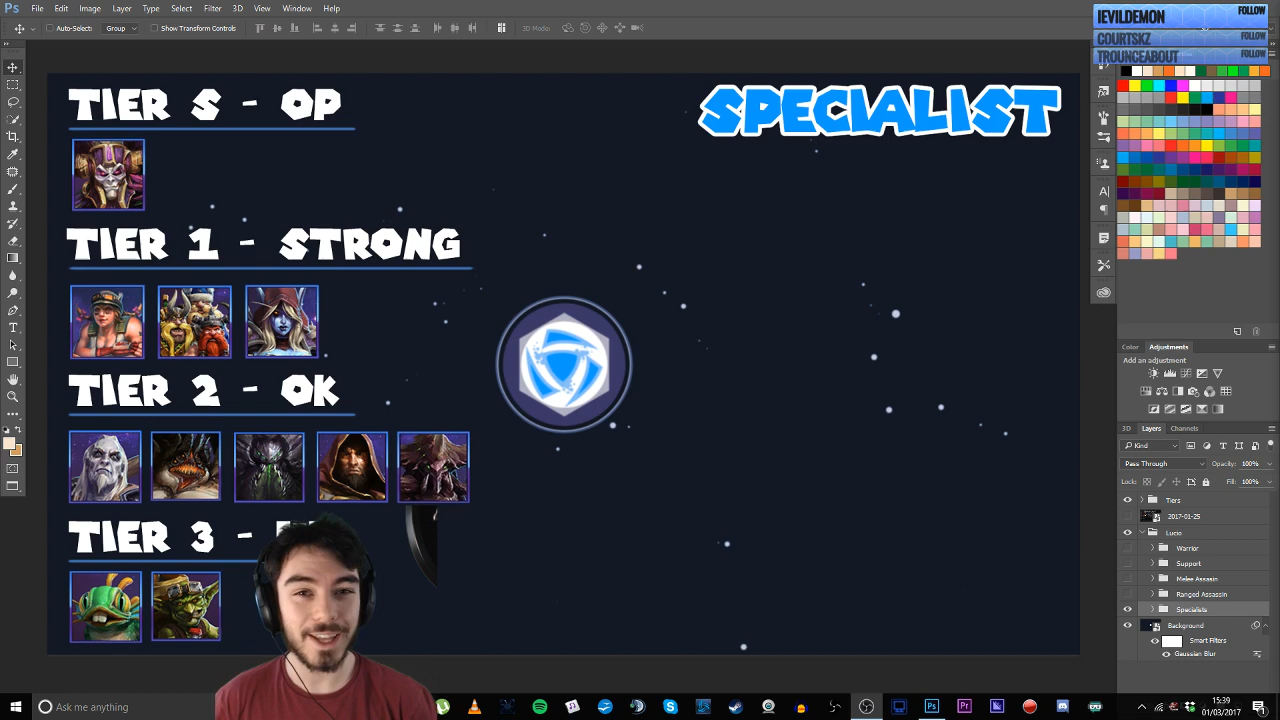 Ps File Edit Image Layer Type Select Filter 3D View Window Help
Auto-Select: Group Show Transform Controls 3D Mode:
IEVILDEMON FOLLOW
COURTSKZ FOLLOW
TROUNCEABOUT FOLLOW
TIER S - OP
SPECIALIST
TIER 1 - STRONG
TIER 2 - OK
TIER 3 -
Color Adjustments
Add an adjustment
3D Layers Channels
Kind
Pass Through Opacity: 100%
Lock: Fill: 100%
Tiers
2017-01-25
Lucio
Warrior
Support
Melee Assasin
Ranged Assassin
Specialists
Background
Smart Filters
Gaussian Blur
Ask me anything
15:39
01/03/2017